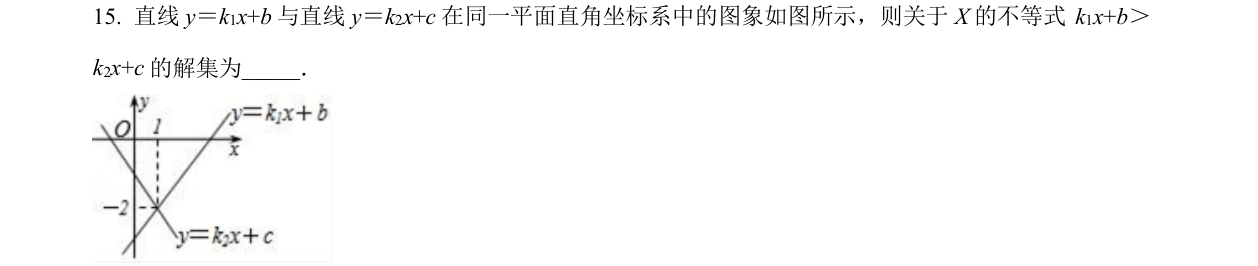 15. 直线 y=k₁x+b 与直线 y=k₂x+c 在同一平面直角坐标系中的图象如图所示，则关于 X 的不等式 k₁x+b＞
k₂x+c 的解集为_____．
y
y=k₁x+b
O 1
x
-2
y=k₂x+c